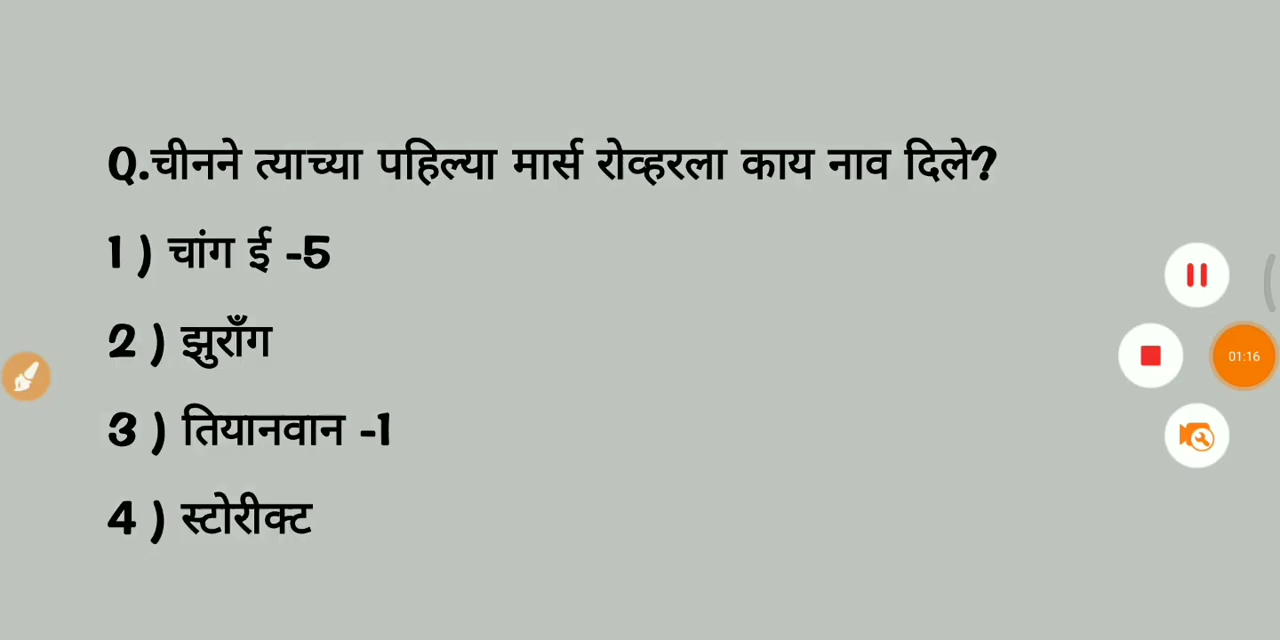 Q.चीनने त्याच्या पहिल्या मार्स रोव्हरला काय नाव दिले?
1 ) चांग ई -5
2 ) झुराँग
3 ) तियानवान -1
4 ) स्टोरीक्ट
01:16